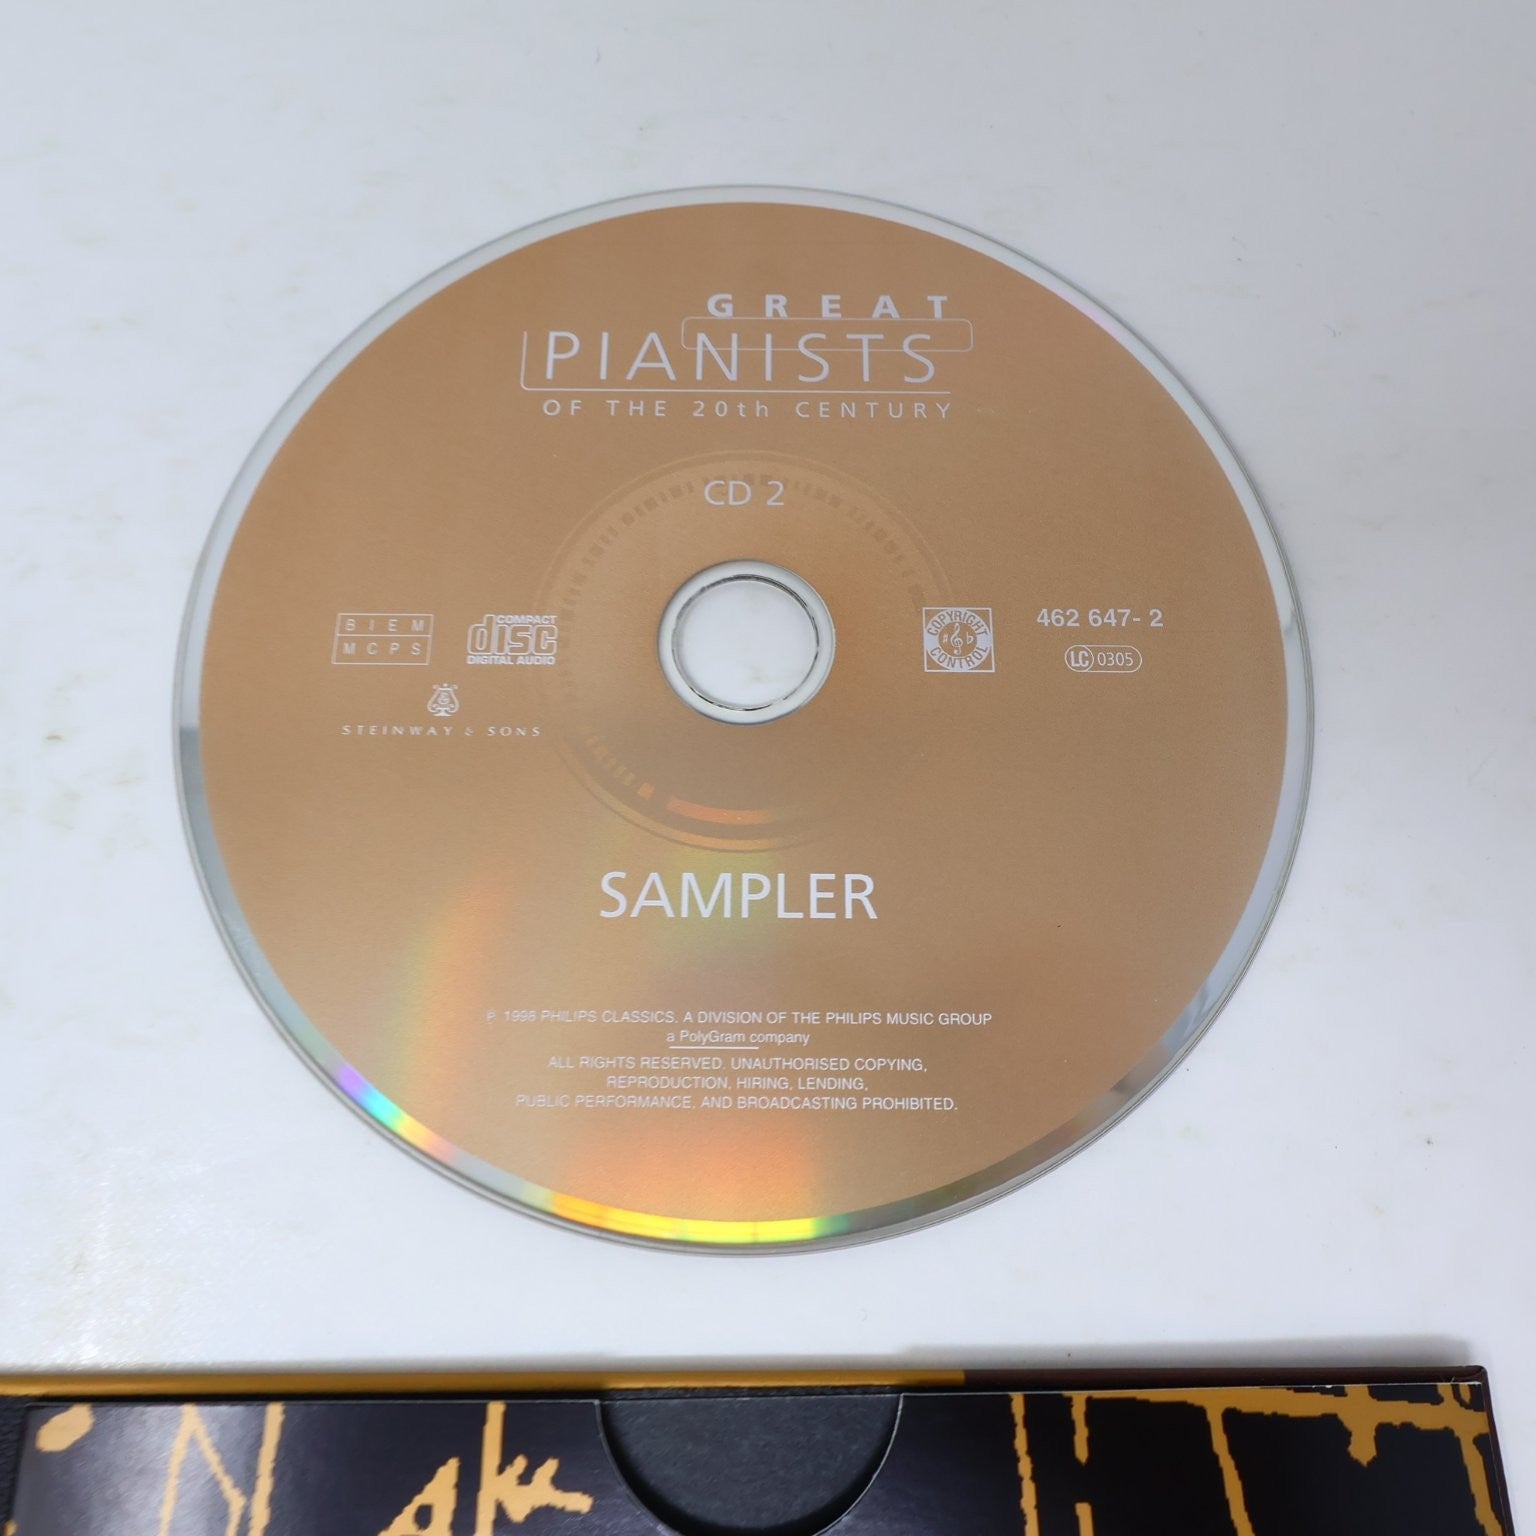 GREAT
PIANISTS
OF THE 20th CENTURY
CD 2
BIEM
MCPS
COMPACT
disc
DIGITAL AUDIO
STEINWAY & SONS
COPYRIGHT
CONTROL
462 647- 2
LC 0305
SAMPLER
P 1998 PHILIPS CLASSICS. A DIVISION OF THE PHILIPS MUSIC GROUP
a PolyGram company
ALL RIGHTS RESERVED. UNAUTHORISED COPYING,
REPRODUCTION, HIRING, LENDING,
PUBLIC PERFORMANCE, AND BROADCASTING PROHIBITED.